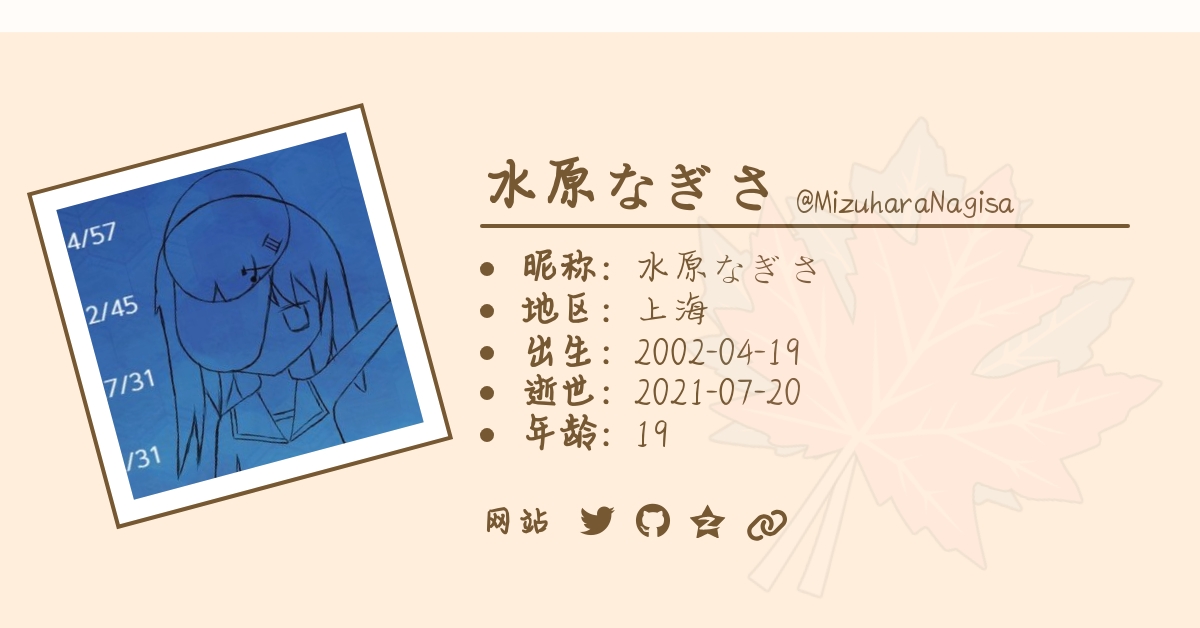 4/57
2/45
7/31
/31
水原なぎさ @MizuharaNagisa
昵称： 水原なぎさ
地区： 上海
出生： 2002-04-19
逝世： 2021-07-20
年龄： 19
网站